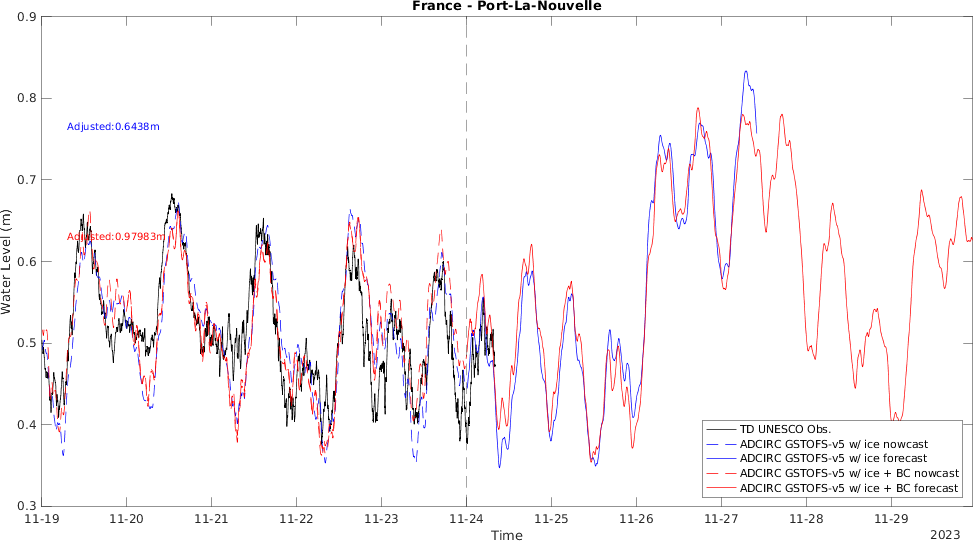 France - Port-La-Nouvelle
0.9
0.8
0.7
0.6
0.5
0.4
0.3
Water Level (m)
Adjusted:0.6438m
Adjusted:0.97983m
TD UNESCO Obs.
ADCIRC GSTOFS-v5 w/ ice nowcast
ADCIRC GSTOFS-v5 w/ ice forecast
ADCIRC GSTOFS-v5 w/ ice + BC nowcast
ADCIRC GSTOFS-v5 w/ ice + BC forecast
11-19 11-20 11-21 11-22 11-23 11-24 11-25 11-26 11-27 11-28 11-29
Time
2023